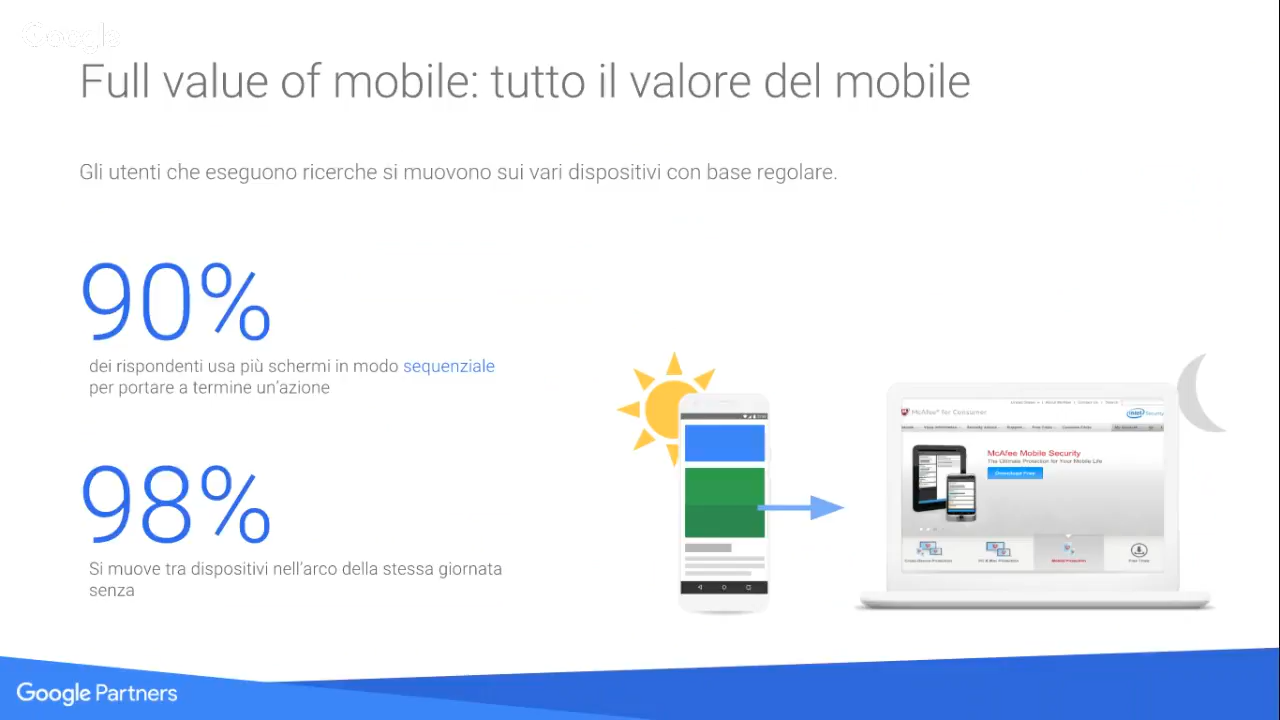 Google
Full value of mobile: tutto il valore del mobile
Gli utenti che eseguono ricerche si muovono sui vari dispositivi con base regolare.
90%
dei rispondenti usa più schermi in modo sequenziale
per portare a termine un'azione
98%
Si muove tra dispositivi nell'arco della stessa giornata
senza
McAfee® for Consumer
McAfee Mobile Security
The Ultimate Protection for Your Mobile Life
Download Free
Google Partners